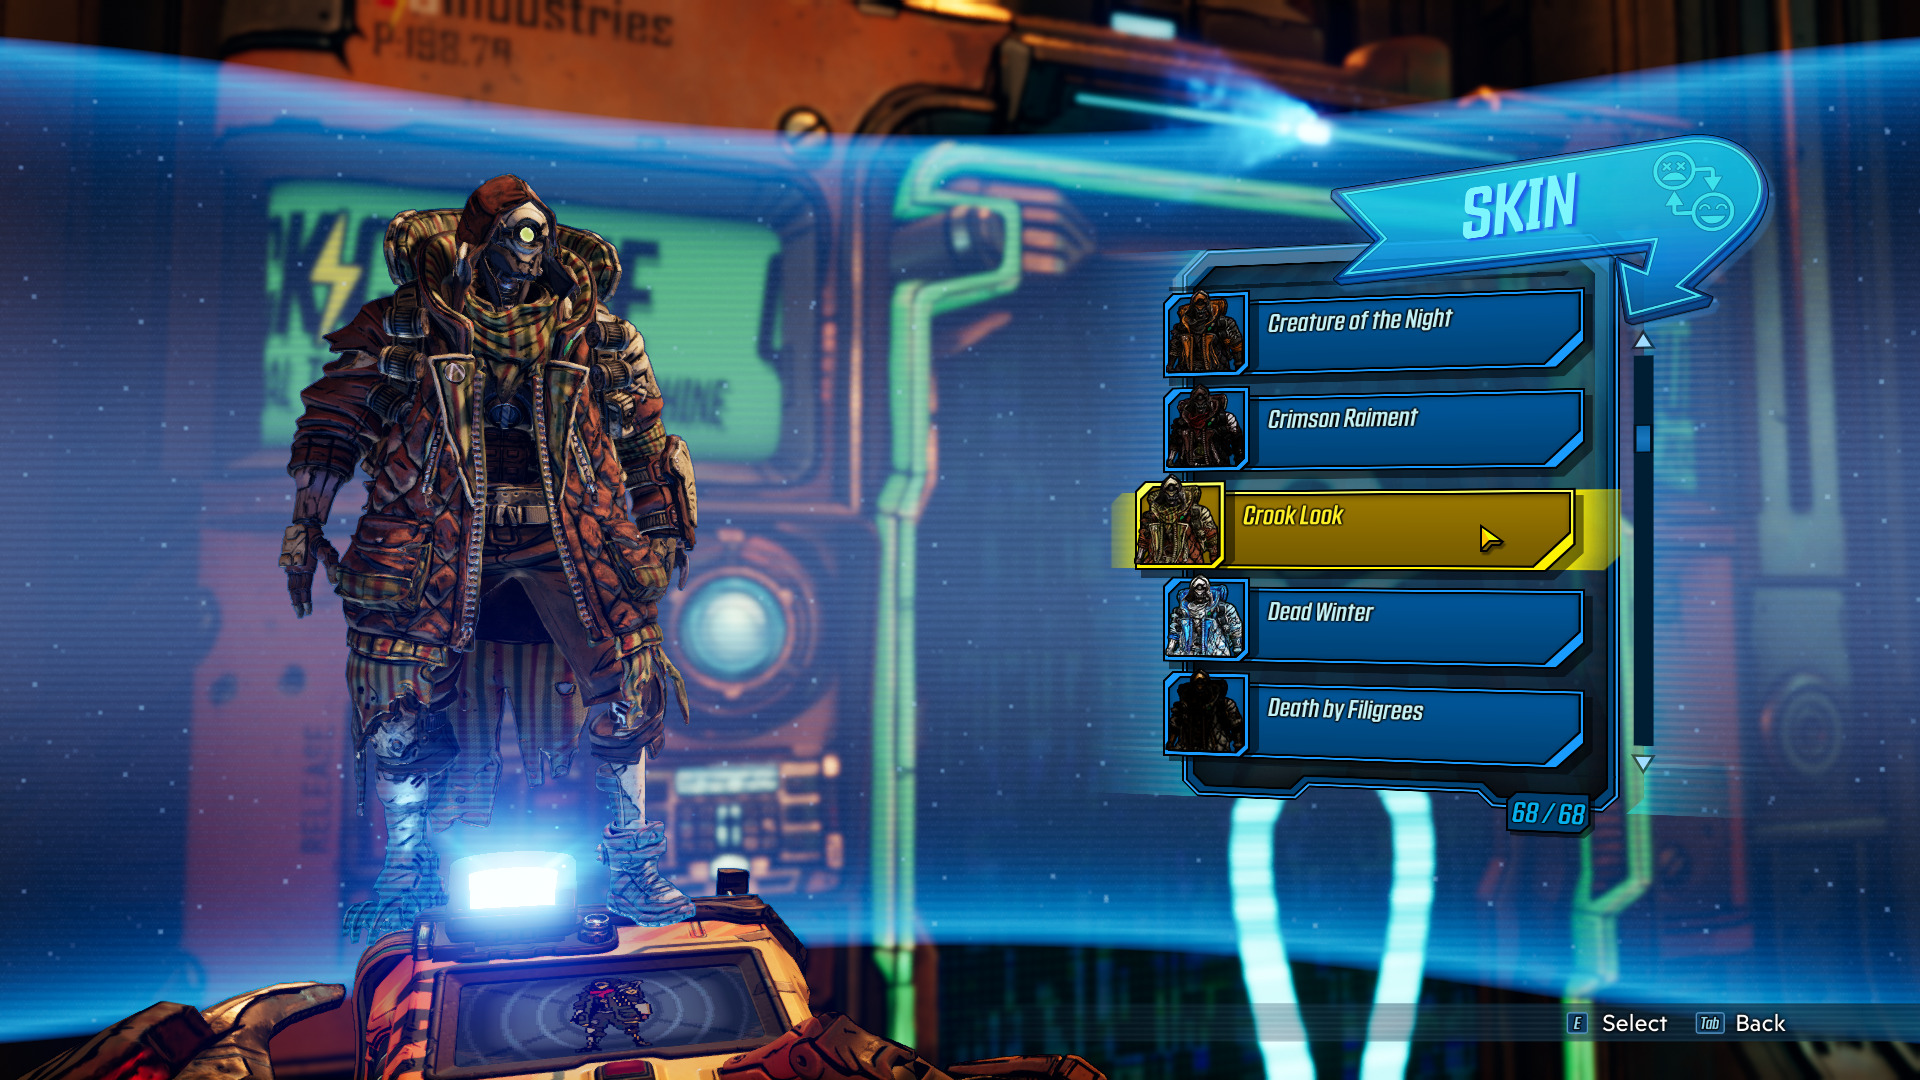 Industries
P-198.79
SKIN
Creature of the Night
Crimson Raiment
Crook Look
Dead Winter
Death by Filigrees
68 / 68
RELEASE
E Select Tab Back